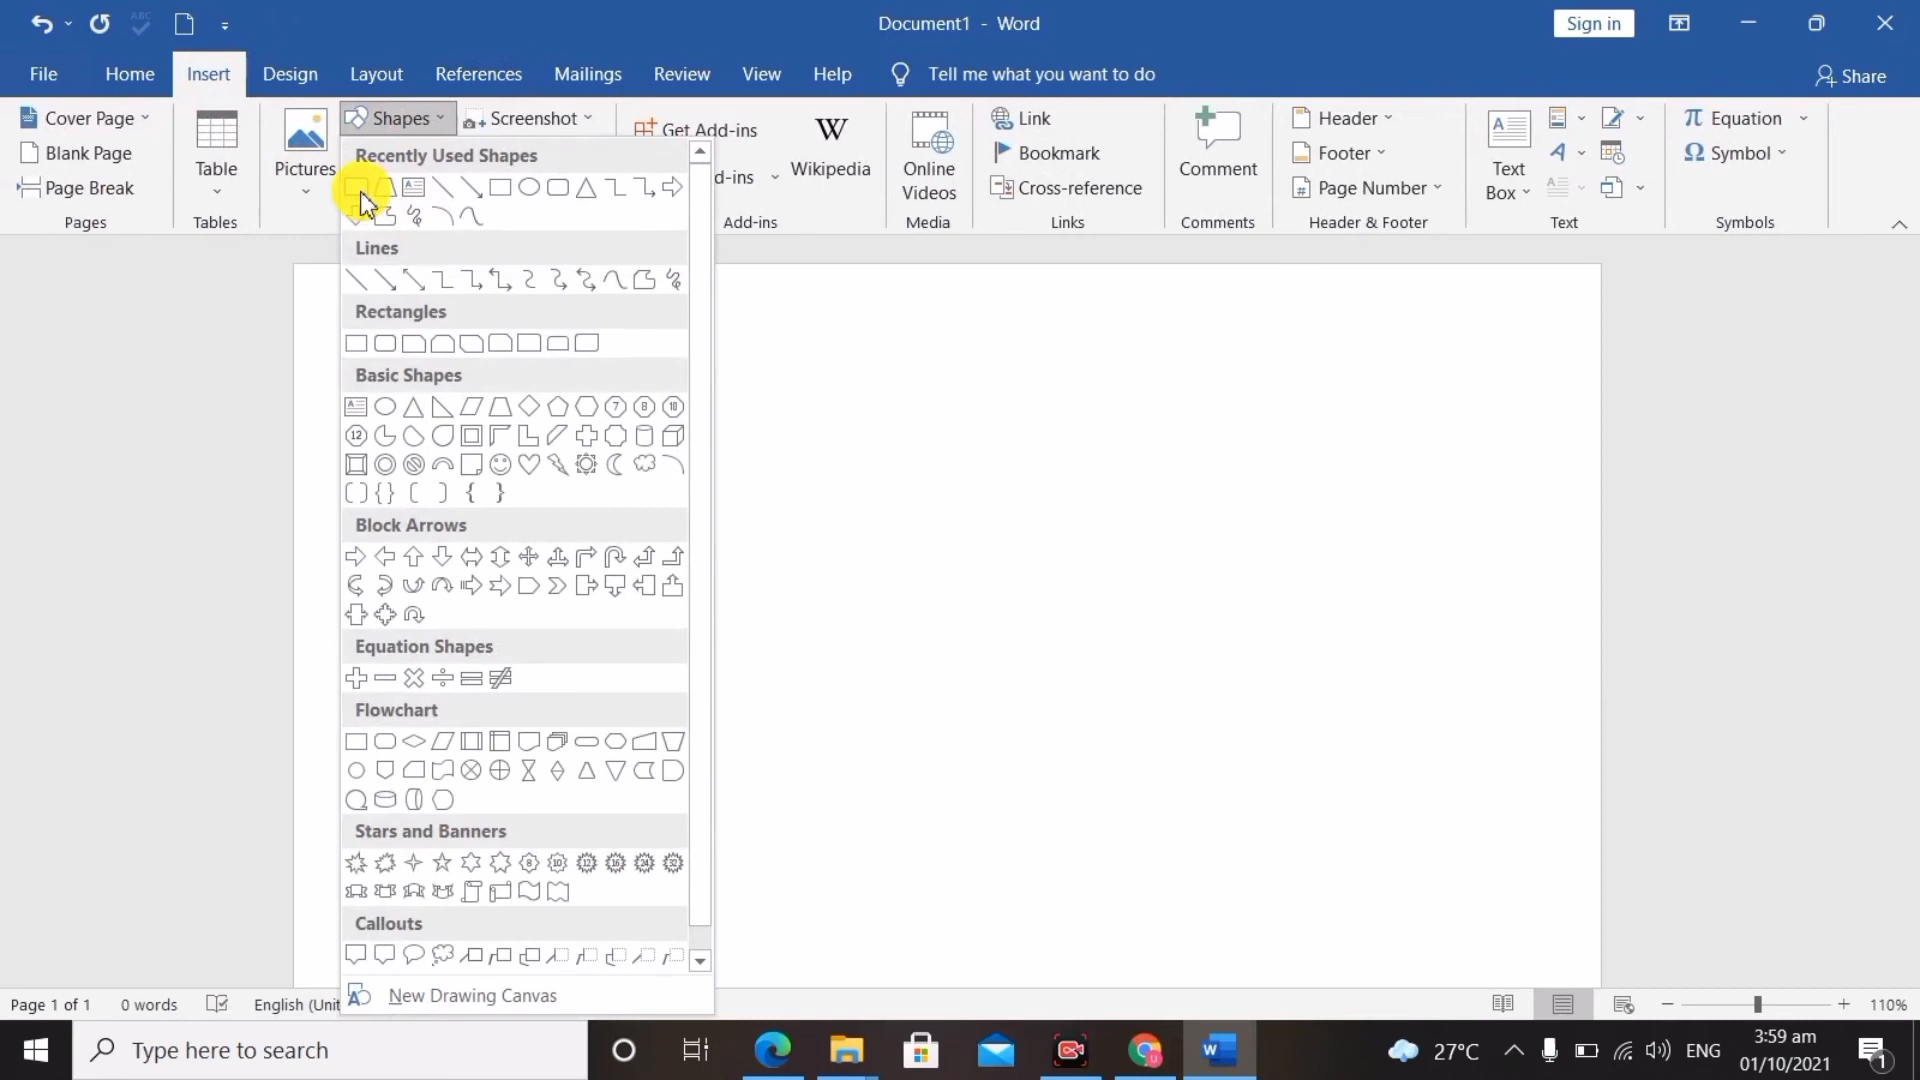 Document1 - Word
Sign in
File
Home
Insert
Design
Layout
References
Mailings
Review
View
Help
Tell me what you want to do
Share
Cover Page
Blank Page
Page Break
Pages
Table
Tables
Pictures
Shapes
Screenshot
Get Add-ins
d-ins
Add-ins
Wikipedia
Online
Videos
Media
Link
Bookmark
Cross-reference
Links
Comment
Comments
Header
Footer
Page Number
Header & Footer
Text
Box
Text
Equation
Symbol
Symbols
Recently Used Shapes
Lines
Rectangles
Basic Shapes
Block Arrows
Equation Shapes
Flowchart
Stars and Banners
Callouts
New Drawing Canvas
Page 1 of 1
0 words
English (Unit
110%
Type here to search
27°C
ENG
3:59 am
01/10/2021
1